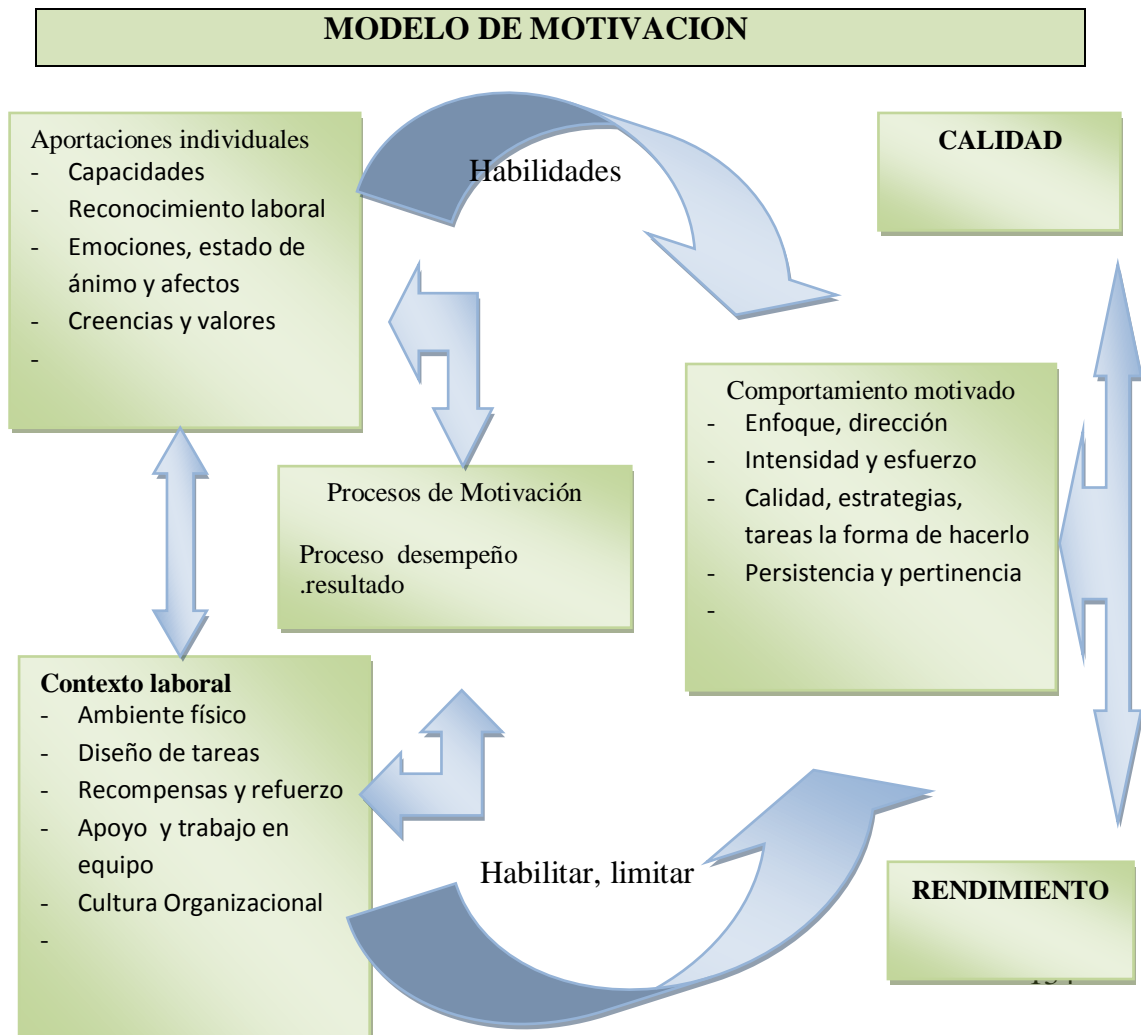 MODELO DE MOTIVACION
Aportaciones individuales
- Capacidades
- Reconocimiento laboral
- Emociones, estado de
ánimo y afectos
- Creencias y valores
-
Habilidades
CALIDAD
Procesos de Motivación
Proceso desempeño
.resultado
Comportamiento motivado
- Enfoque, dirección
- Intensidad y esfuerzo
- Calidad, estrategias,
tareas la forma de hacerlo
- Persistencia y pertinencia
-
Contexto laboral
- Ambiente físico
- Diseño de tareas
- Recompensas y refuerzo
- Apoyo y trabajo en
equipo
- Cultura Organizacional
-
Habilitar, limitar
RENDIMIENTO